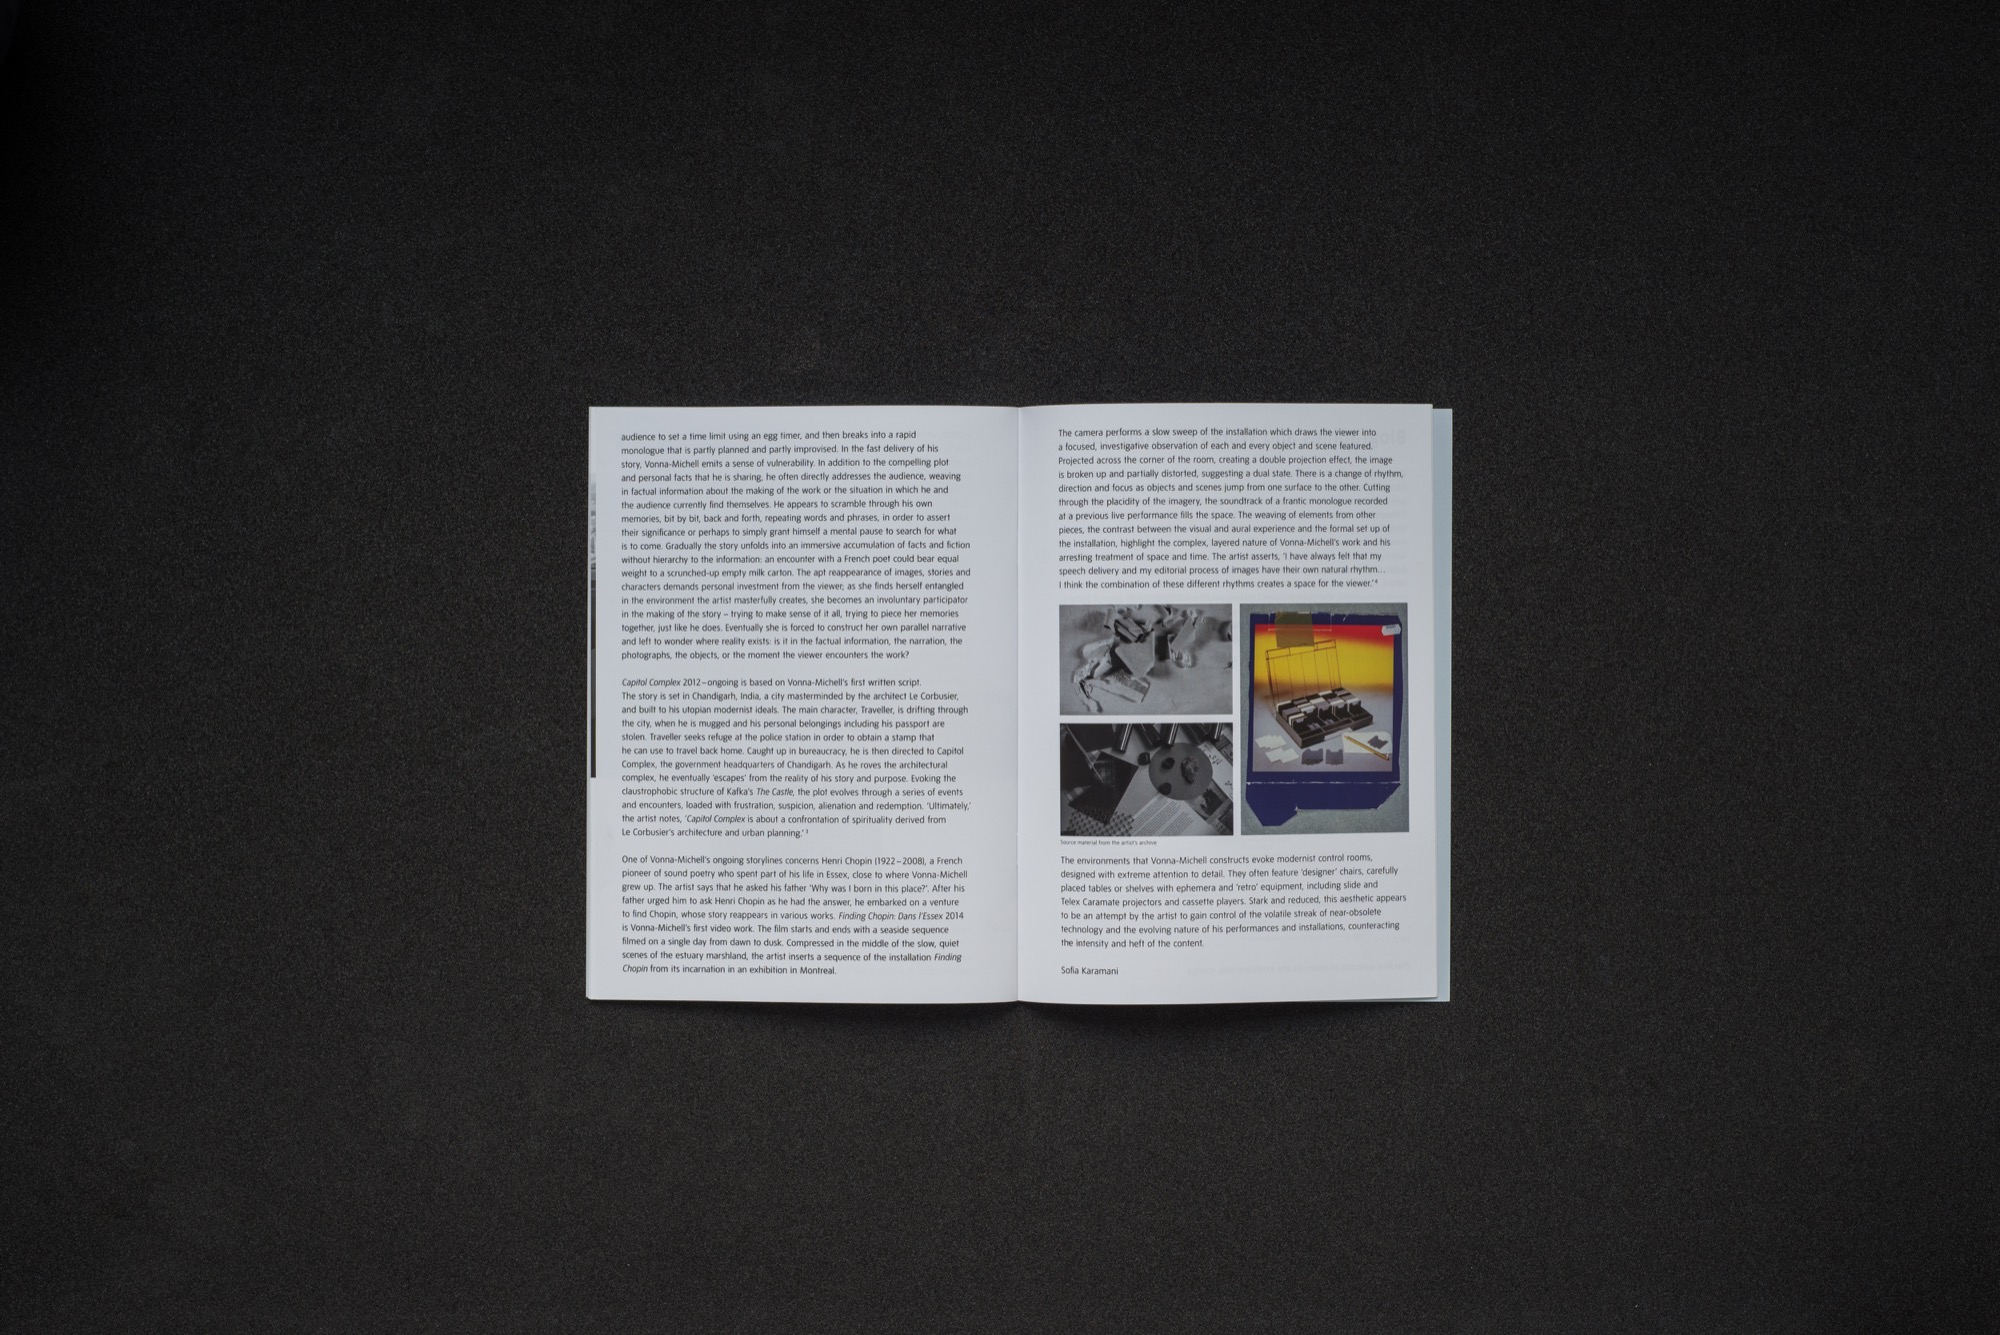 audience to set a time limit using an egg timer, and then breaks into a rapid
monologue that is partly planned and partly improvised. In the fast delivery of his
story, Vonna-Michell emits a sense of vulnerability. In addition to the compelling plot
and personal facts that he is sharing, he often directly addresses the audience, weaving
in factual information about the making of the work or the situation in which he and
the audience currently find themselves. He appears to scramble through his own
memories, bit by bit, back and forth, repeating words and phrases, in order to assert
their significance or perhaps to simply grant himself a mental pause to search for what
is to come. Gradually the story unfolds into an immersive accumulation of facts and fiction
without hierarchy to the information: an encounter with a French poet could bear equal
weight to a scrunched-up empty milk carton. The apt reappearance of images, stories and
characters demands personal investment from the viewer; as she finds herself entangled
in the environment the artist masterfully creates, she becomes an involuntary participator
in the making of the story – trying to make sense of it all, trying to piece her memories
together, just like he does. Eventually she is forced to construct her own parallel narrative
and left to wonder where reality exists: is it in the factual information, the narration, the
photographs, the objects, or the moment the viewer encounters the work?
Capitol Complex 2012–ongoing is based on Vonna-Michell's first written script.
The story is set in Chandigarh, India, a city masterminded by the architect Le Corbusier,
and built to his utopian modernist ideals. The main character, Traveller, is drifting through
the city, when he is mugged and his personal belongings including his passport are
stolen. Traveller seeks refuge at the police station in order to obtain a stamp that
he can use to travel back home. Caught up in bureaucracy, he is then directed to Capitol
Complex, the government headquarters of Chandigarh. As he roves the architectural
complex, he eventually 'escapes' from the reality of his story and purpose. Evoking the
claustrophobic structure of Kafka's The Castle, the plot evolves through a series of events
and encounters, loaded with frustration, suspicion, alienation and redemption. 'Ultimately,'
the artist notes, 'Capitol Complex is about a confrontation of spirituality derived from
Le Corbusier's architecture and urban planning.' 3
One of Vonna-Michell's ongoing storylines concerns Henri Chopin (1922–2008), a French
pioneer of sound poetry who spent part of his life in Essex, close to where Vonna-Michell
grew up. The artist says that he asked his father 'Why was I born in this place?'. After his
father urged him to ask Henri Chopin as he had the answer, he embarked on a venture
to find Chopin, whose story reappears in various works. Finding Chopin: Dans l'Essex 2014
is Vonna-Michell's first video work. The film starts and ends with a seaside sequence
filmed on a single day from dawn to dusk. Compressed in the middle of the slow, quiet
scenes of the estuary marshland, the artist inserts a sequence of the installation Finding
Chopin from its incarnation in an exhibition in Montreal.
The camera performs a slow sweep of the installation which draws the viewer into
a focused, investigative observation of each and every object and scene featured.
Projected across the corner of the room, creating a double projection effect, the image
is broken up and partially distorted, suggesting a dual state. There is a change of rhythm,
direction and focus as objects and scenes jump from one surface to the other. Cutting
through the placidity of the imagery, the soundtrack of a frantic monologue recorded
at a previous live performance fills the space. The weaving of elements from other
pieces, the contrast between the visual and aural experience and the formal set up of
the installation, highlight the complex, layered nature of Vonna-Michell's work and his
arresting treatment of space and time. The artist asserts, 'I have always felt that my
speech delivery and my editorial process of images have their own natural rhythm...
I think the combination of these different rhythms creates a space for the viewer.' 4
Source material from the artist's archive
The environments that Vonna-Michell constructs evoke modernist control rooms,
designed with extreme attention to detail. They often feature 'designer' chairs, carefully
placed tables or shelves with ephemera and 'retro' equipment, including slide and
Telex Caramate projectors and cassette players. Stark and reduced, this aesthetic appears
to be an attempt by the artist to gain control of the volatile streak of near-obsolete
technology and the evolving nature of his performances and installations, counteracting
the intensity and heft of the content.
Sofia Karamani